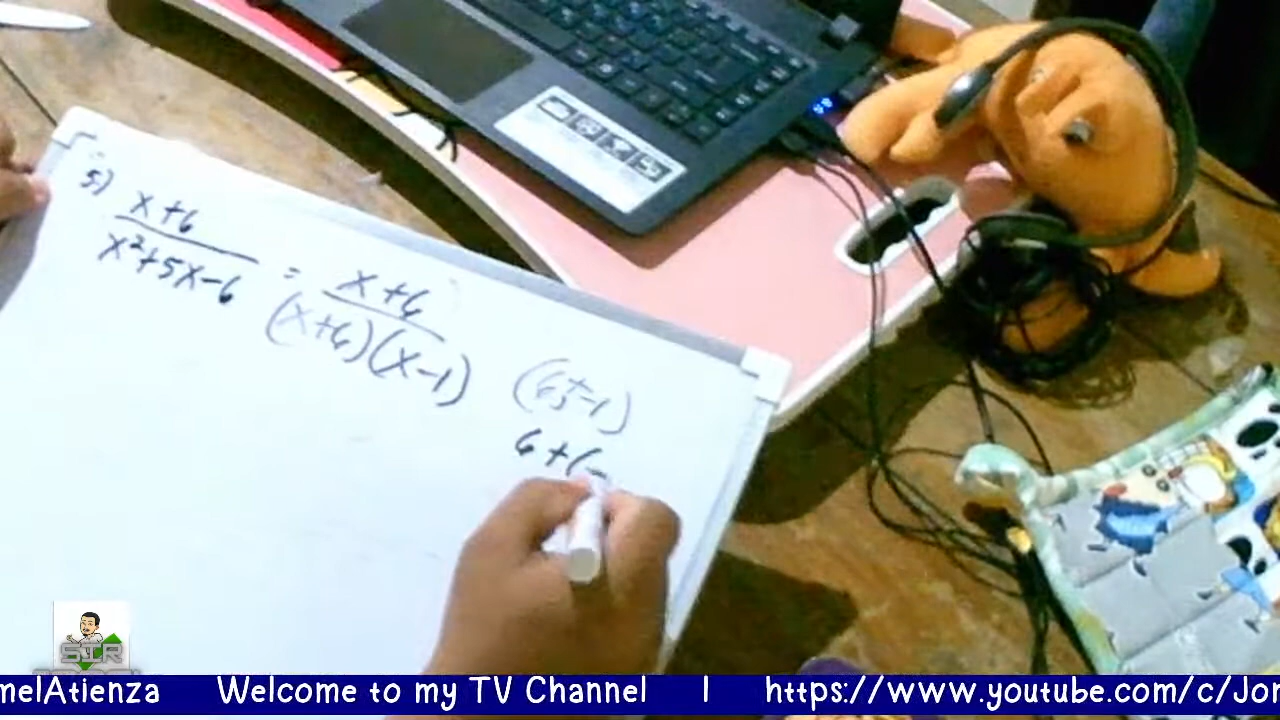 5) x+6 / x²+5x-6 = x+6 / (x+6)(x-1)
(6, -1)
6+(-
SIR
melAtienza Welcome to my TV Channel | https://www.youtube.com/c/Jor